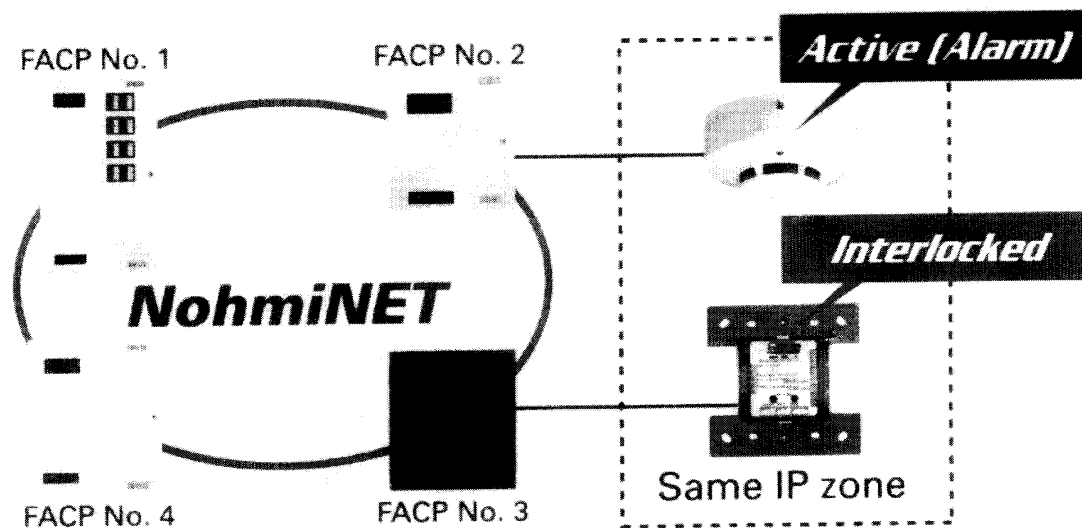 FACP No. 1
FACP No. 2
Active (Alarm)
Interlocked
NohmiNET
FACP No. 4
FACP No. 3
Same IP zone